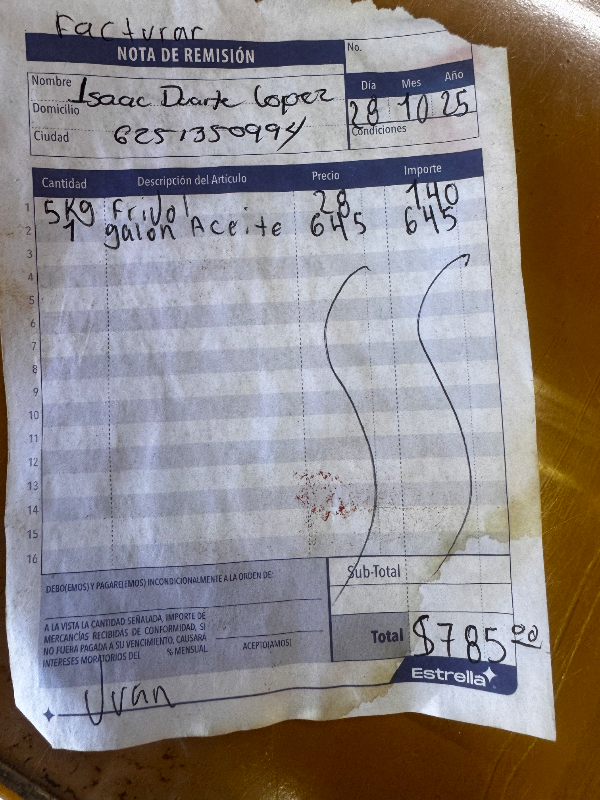 Facturar
NOTA DE REMISIÓN
No.
Nombre Isaac Duarte Lopez
Domicilio
Ciudad 6251350994
Día Mes Año
28 10 25
Condiciones
Cantidad Descripción del Artículo Precio Importe
1 5Kg Frivol 28 140
2 1 galon Aceite 645 645
3
4
5
6
7
8
9
10
11
12
13
14
15
16
DEBO(EMOS) Y PAGARE(EMOS) INCONDICIONALMENTE A LA ORDEN DE:
A LA VISTA LA CANTIDAD SEÑALADA, IMPORTE DE
MERCANCÍAS RECIBIDAS DE CONFORMIDAD, SI
NO FUERA PAGADA A SU VENCIMIENTO, CAUSARÁ
INTERESES MORATORIOS DEL % MENSUAL.
ACEPTO(AMOS)
Sub-Total
Total $785.00
Estrella
Ivan